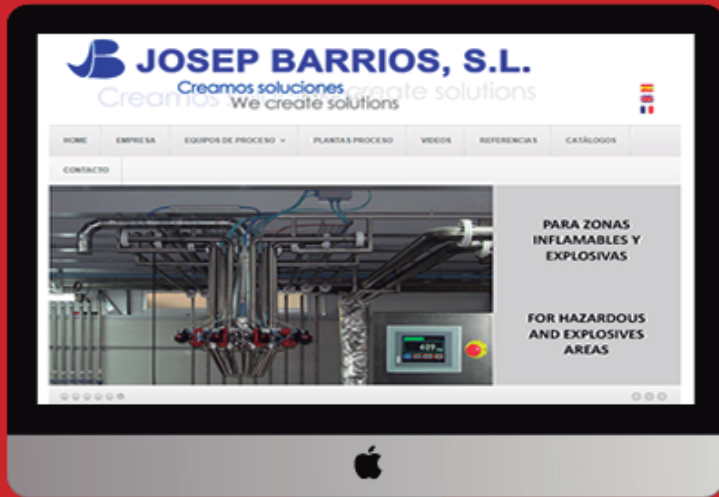 JOSEP BARRIOS, S.L.
Creamos soluciones
We create solutions
HOME EMPRESA EQUIPOS DE PROCESO PLANTAS PROCESO VIDEOS REFERENCIAS CATÁLOGOS
CONTACTO
PARA ZONAS
INFLAMABLES Y
EXPLOSIVAS
FOR HAZARDOUS
AND EXPLOSIVES
AREAS